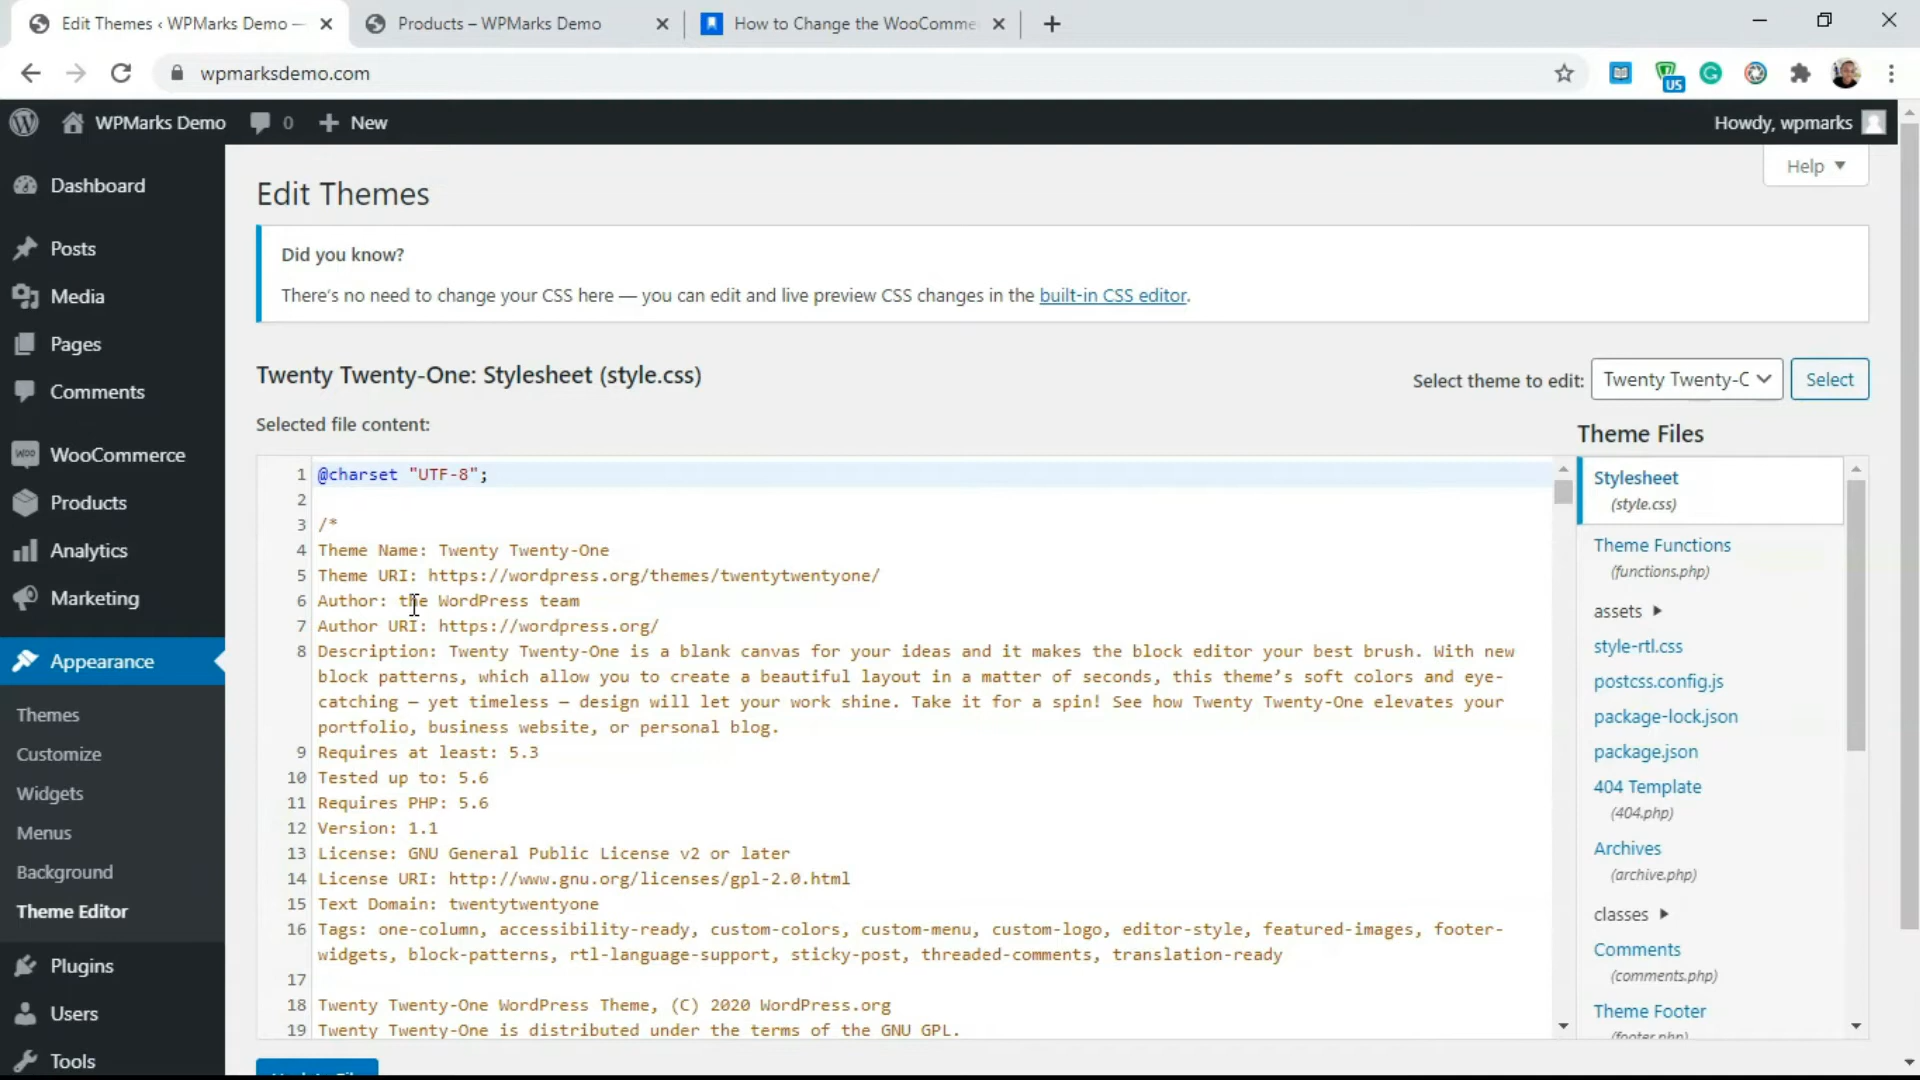 Edit Themes ‹ WPMarks Demo —
Products – WPMarks Demo
How to Change the WooComme
wpmarksdemo.com
US
WPMarks Demo
0
New
Howdy, wpmarks
Help
Dashboard
Posts
Media
Pages
Comments
WOO
WooCommerce
Products
Analytics
Marketing
Appearance
Themes
Customize
Widgets
Menus
Background
Theme Editor
Plugins
Users
Tools
Edit Themes
Did you know?
There's no need to change your CSS here — you can edit and live preview CSS changes in the built-in CSS editor.
Twenty Twenty-One: Stylesheet (style.css)
Select theme to edit:
Twenty Twenty-C
Select
Selected file content:
1 @charset "UTF-8";
2
3 /*
4 Theme Name: Twenty Twenty-One
5 Theme URI: https://wordpress.org/themes/twentytwentyone/
6 Author: the WordPress team
7 Author URI: https://wordpress.org/
8 Description: Twenty Twenty-One is a blank canvas for your ideas and it makes the block editor your best brush. With new
block patterns, which allow you to create a beautiful layout in a matter of seconds, this theme's soft colors and eye-
catching — yet timeless — design will let your work shine. Take it for a spin! See how Twenty Twenty-One elevates your
portfolio, business website, or personal blog.
9 Requires at least: 5.3
10 Tested up to: 5.6
11 Requires PHP: 5.6
12 Version: 1.1
13 License: GNU General Public License v2 or later
14 License URI: http://www.gnu.org/licenses/gpl-2.0.html
15 Text Domain: twentytwentyone
16 Tags: one-column, accessibility-ready, custom-colors, custom-menu, custom-logo, editor-style, featured-images, footer-
widgets, block-patterns, rtl-language-support, sticky-post, threaded-comments, translation-ready
17
18 Twenty Twenty-One WordPress Theme, (C) 2020 WordPress.org
19 Twenty Twenty-One is distributed under the terms of the GNU GPL.
Theme Files
Stylesheet
(style.css)
Theme Functions
(functions.php)
assets
style-rtl.css
postcss.config.js
package-lock.json
package.json
404 Template
(404.php)
Archives
(archive.php)
classes
Comments
(comments.php)
Theme Footer
(footer.php)